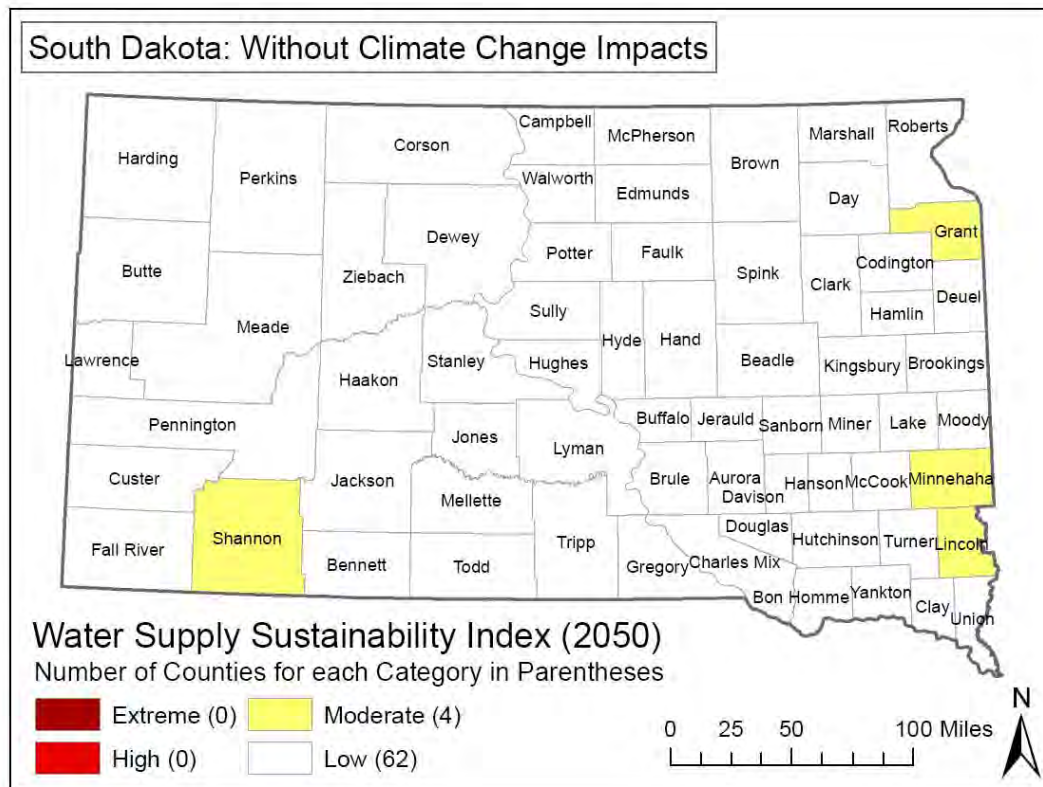 South Dakota: Without Climate Change Impacts
Campbell
McPherson
Marshall
Roberts
Harding
Corson
Brown
Perkins
Walworth
Edmunds
Day
Dewey
Grant
Butte
Ziebach
Potter
Faulk
Spink
Codington
Clark
Deuel
Meade
Sully
Hamlin
Lawrence
Haakon
Stanley
Hughes
Hyde
Hand
Beadle
Kingsbury
Brookings
Pennington
Jones
Lyman
Buffalo
Jerauld
Sanborn
Miner
Lake
Moody
Custer
Jackson
Mellette
Brule
Aurora
Davison
Hanson
McCook
Minnehaha
Fall River
Shannon
Bennett
Todd
Tripp
Gregory
Douglas
Charles Mix
Hutchinson
Turner
Lincoln
Bon Homme
Yankton
Clay
Union
Water Supply Sustainability Index (2050)
Number of Counties for each Category in Parentheses
Extreme (0)
Moderate (4)
High (0)
Low (62)
0 25 50 100 Miles
N